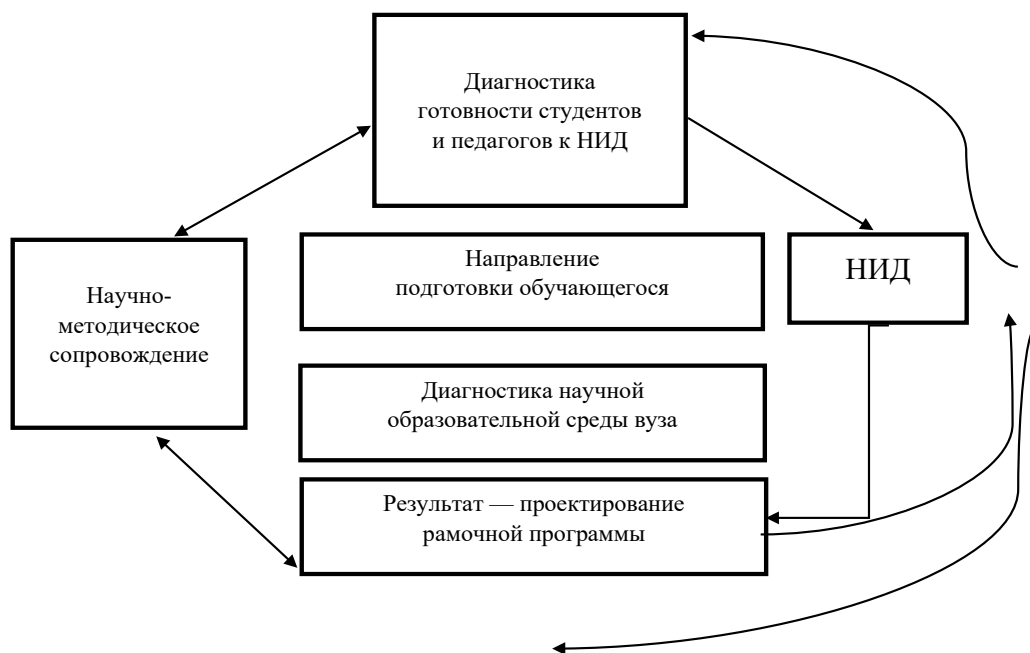 Диагностика
готовности студентов
и педагогов к НИД
Направление
подготовки обучающегося
НИД
Научно-
методическое
сопровождение
Диагностика научной
образовательной среды вуза
Результат — проектирование
рамочной программы